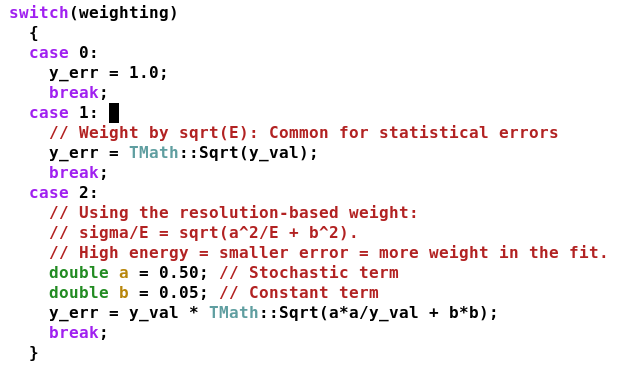 switch(weighting)
  {
  case 0:
    y_err = 1.0;
    break;
  case 1:
    // Weight by sqrt(E): Common for statistical errors
    y_err = TMath::Sqrt(y_val);
    break;
  case 2:
    // Using the resolution-based weight:
    // sigma/E = sqrt(a^2/E + b^2).
    // High energy = smaller error = more weight in the fit.
    double a = 0.50; // Stochastic term
    double b = 0.05; // Constant term
    y_err = y_val * TMath::Sqrt(a*a/y_val + b*b);
    break;
  }